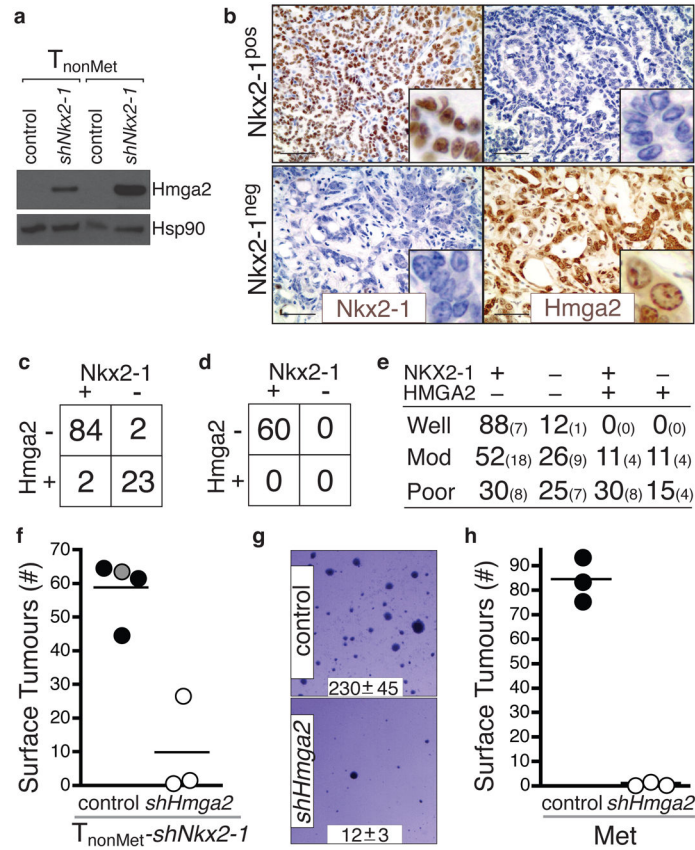 a
T nonMet
control
shNkx2-1
control
shNkx2-1
Hmga2
Hsp90
b
Nkx2-1pos
Nkx2-1neg
Nkx2-1
Hmga2
c
Nkx2-1
+ -
Hmga2
- 84 2
+ 2 23
d
Nkx2-1
+ -
Hmga2
- 60 0
+ 0 0
e
NKX2-1 + – + –
HMGA2 – – + +
Well 88(7) 12(1) 0(0) 0(0)
Mod 52(18) 26(9) 11(4) 11(4)
Poor 30(8) 25(7) 30(8) 15(4)
f
Surface Tumours (#)
70
60
50
40
30
20
10
0
control shHmga2
TnonMet-shNkx2-1
g
control
230±45
shHmga2
12±3
h
Surface Tumours (#)
90
80
70
60
50
40
30
20
10
0
control shHmga2
Met